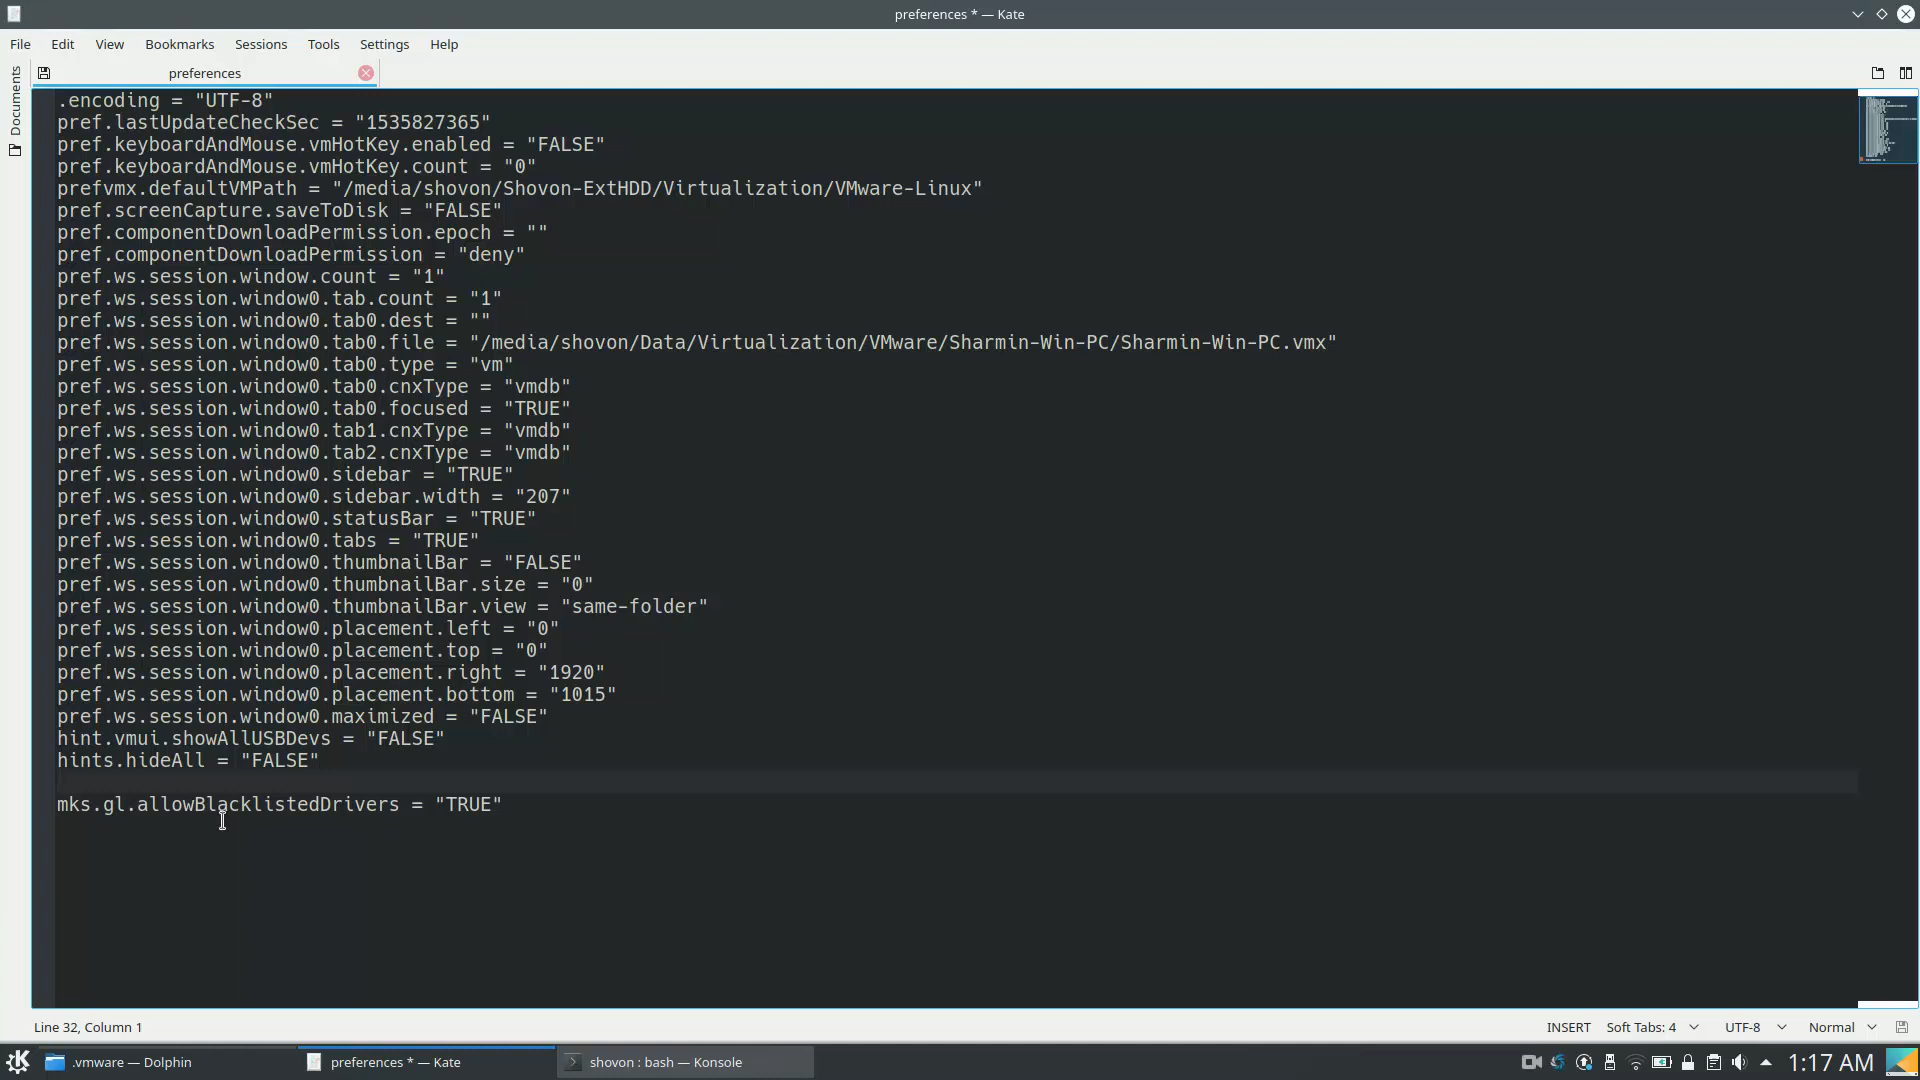 preferences * — Kate
File Edit View Bookmarks Sessions Tools Settings Help
preferences
Documents
.encoding = "UTF-8"
pref.lastUpdateCheckSec = "1535827365"
pref.keyboardAndMouse.vmHotKey.enabled = "FALSE"
pref.keyboardAndMouse.vmHotKey.count = "0"
prefvmx.defaultVMPath = "/media/shovon/Shovon-ExtHDD/Virtualization/VMware-Linux"
pref.screenCapture.saveToDisk = "FALSE"
pref.componentDownloadPermission.epoch = ""
pref.componentDownloadPermission = "deny"
pref.ws.session.window.count = "1"
pref.ws.session.window0.tab.count = "1"
pref.ws.session.window0.tab0.dest = ""
pref.ws.session.window0.tab0.file = "/media/shovon/Data/Virtualization/VMware/Sharmin-Win-PC/Sharmin-Win-PC.vmx"
pref.ws.session.window0.tab0.type = "vm"
pref.ws.session.window0.tab0.cnxType = "vmdb"
pref.ws.session.window0.tab0.focused = "TRUE"
pref.ws.session.window0.tab1.cnxType = "vmdb"
pref.ws.session.window0.tab2.cnxType = "vmdb"
pref.ws.session.window0.sidebar = "TRUE"
pref.ws.session.window0.sidebar.width = "207"
pref.ws.session.window0.statusBar = "TRUE"
pref.ws.session.window0.tabs = "TRUE"
pref.ws.session.window0.thumbnailBar = "FALSE"
pref.ws.session.window0.thumbnailBar.size = "0"
pref.ws.session.window0.thumbnailBar.view = "same-folder"
pref.ws.session.window0.placement.left = "0"
pref.ws.session.window0.placement.top = "0"
pref.ws.session.window0.placement.right = "1920"
pref.ws.session.window0.placement.bottom = "1015"
pref.ws.session.window0.maximized = "FALSE"
hint.vmui.showAllUSBDevs = "FALSE"
hints.hideAll = "FALSE"
mks.gl.allowBlacklistedDrivers = "TRUE"
Line 32, Column 1 INSERT Soft Tabs: 4 UTF-8 Normal
.vmware — Dolphin preferences * — Kate shovon : bash — Konsole 1:17 AM